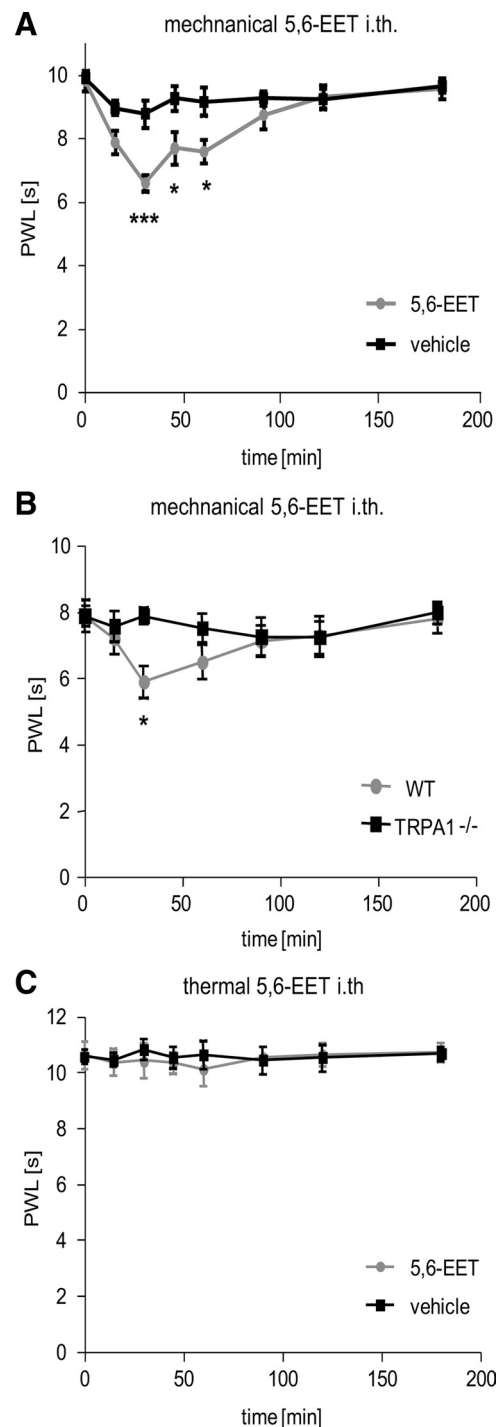 A
mechnanical 5,6-EET i.th.
10
8
6
4
2
0
PWL [s]
***
*
*
5,6-EET
vehicle
0 50 100 150 200
time [min]
B
mechnanical 5,6-EET i.th.
10
8
6
4
2
0
PWL [s]
*
WT
TRPA1 -/-
0 50 100 150 200
time [min]
C
thermal 5,6-EET i.th
12
10
8
6
4
2
0
PWL [s]
5,6-EET
vehicle
0 50 100 150 200
time [min]